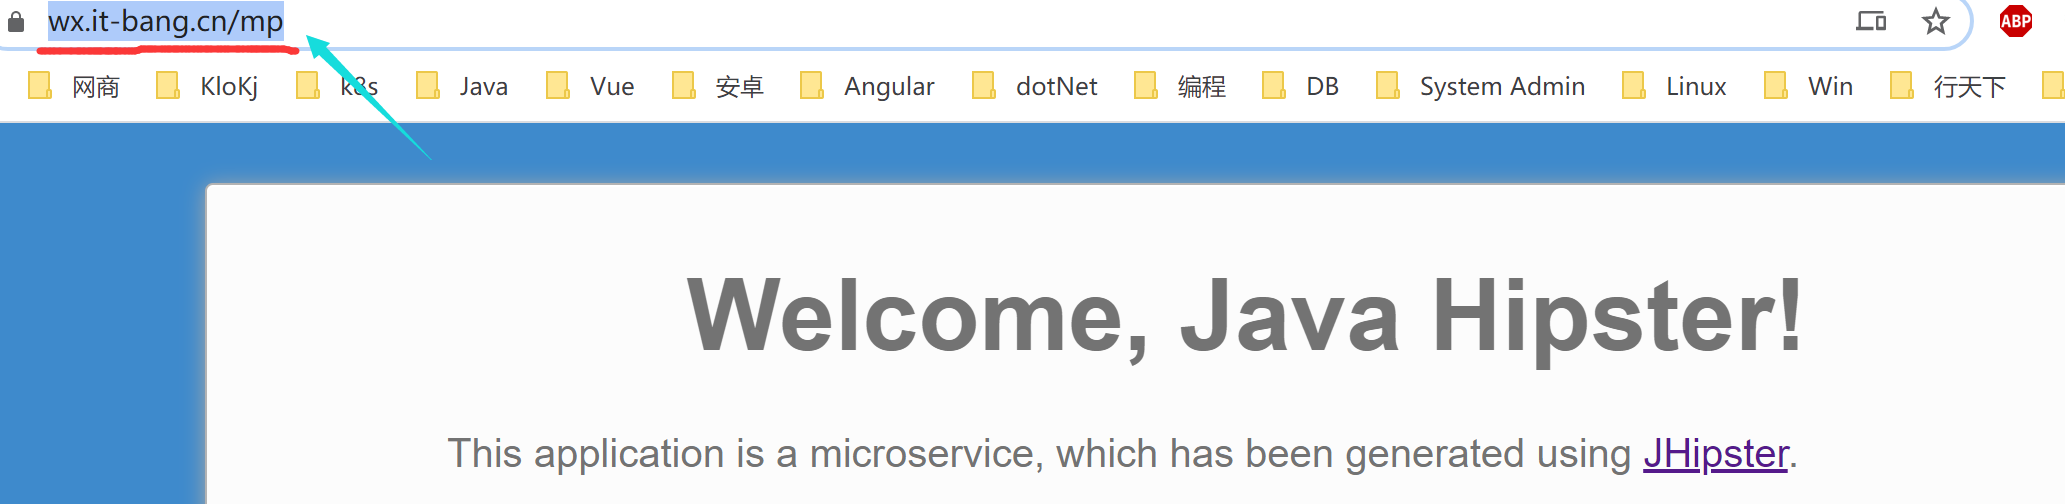 wx.it-bang.cn/mp
ABP
网商 KloKj k8s Java Vue 安卓 Angular dotNet 编程 DB System Admin Linux Win 行天下
Welcome, Java Hipster!
This application is a microservice, which has been generated using JHipster.